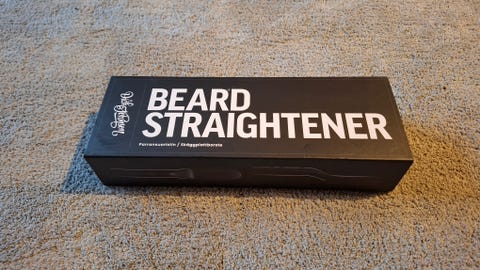 BEARD
STRAIGHTENER
Parransuoristin / Skäggplattborste